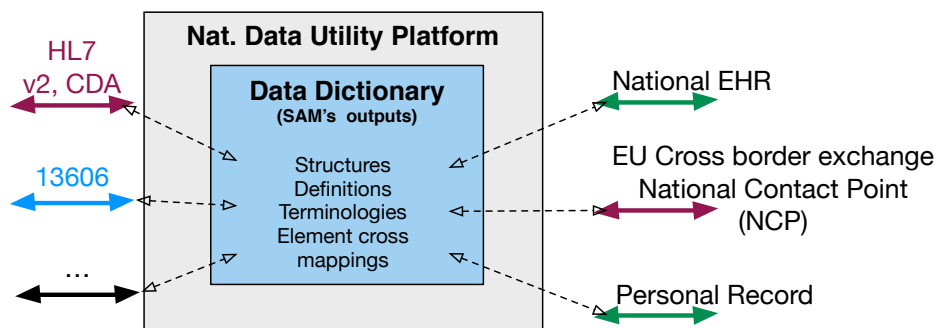 Nat. Data Utility Platform
HL7
v2, CDA
13606
...
Data Dictionary
(SAM's outputs)
Structures
Definitions
Terminologies
Element cross
mappings
National EHR
EU Cross border exchange
National Contact Point
(NCP)
Personal Record